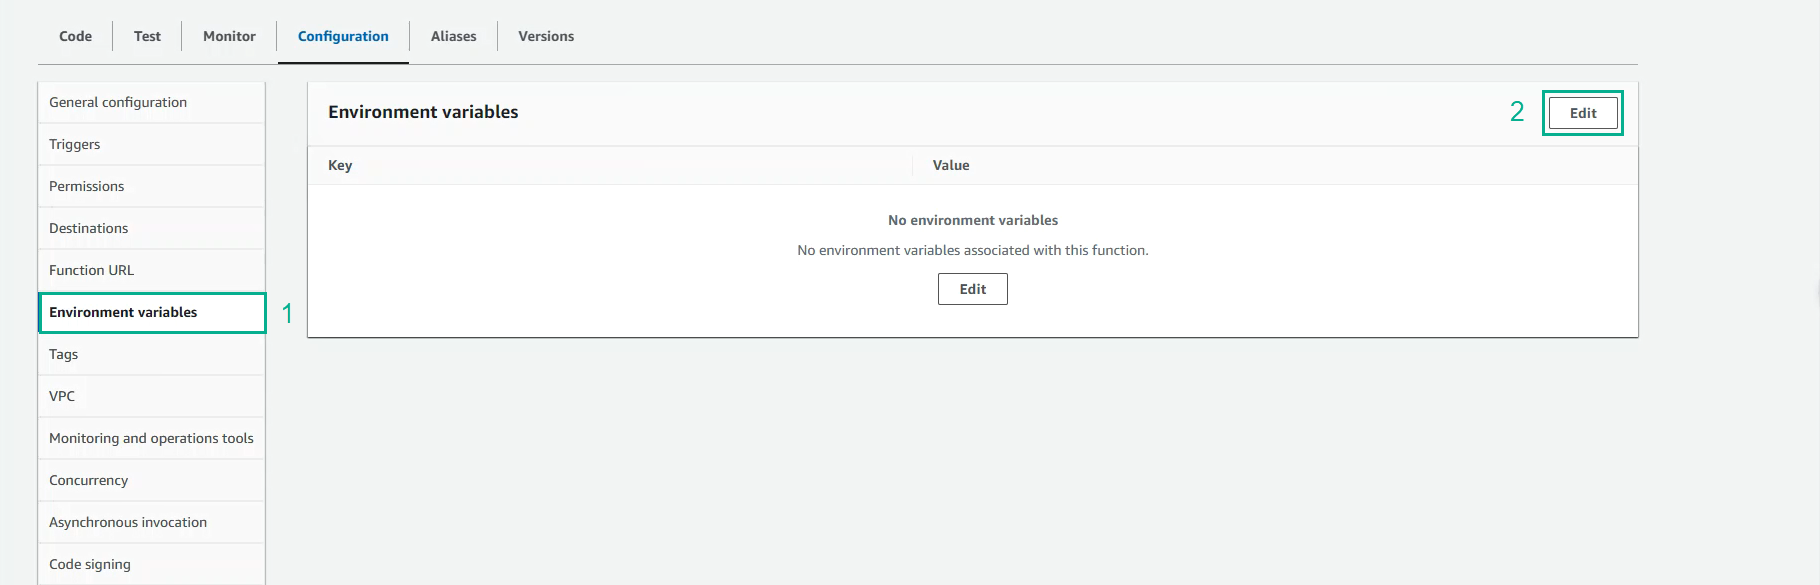 Code Test Monitor Configuration Aliases Versions
General configuration
Triggers
Permissions
Destinations
Function URL
Environment variables 1
Tags
VPC
Monitoring and operations tools
Concurrency
Asynchronous invocation
Code signing
Environment variables 2 Edit
Key Value
No environment variables
No environment variables associated with this function.
Edit